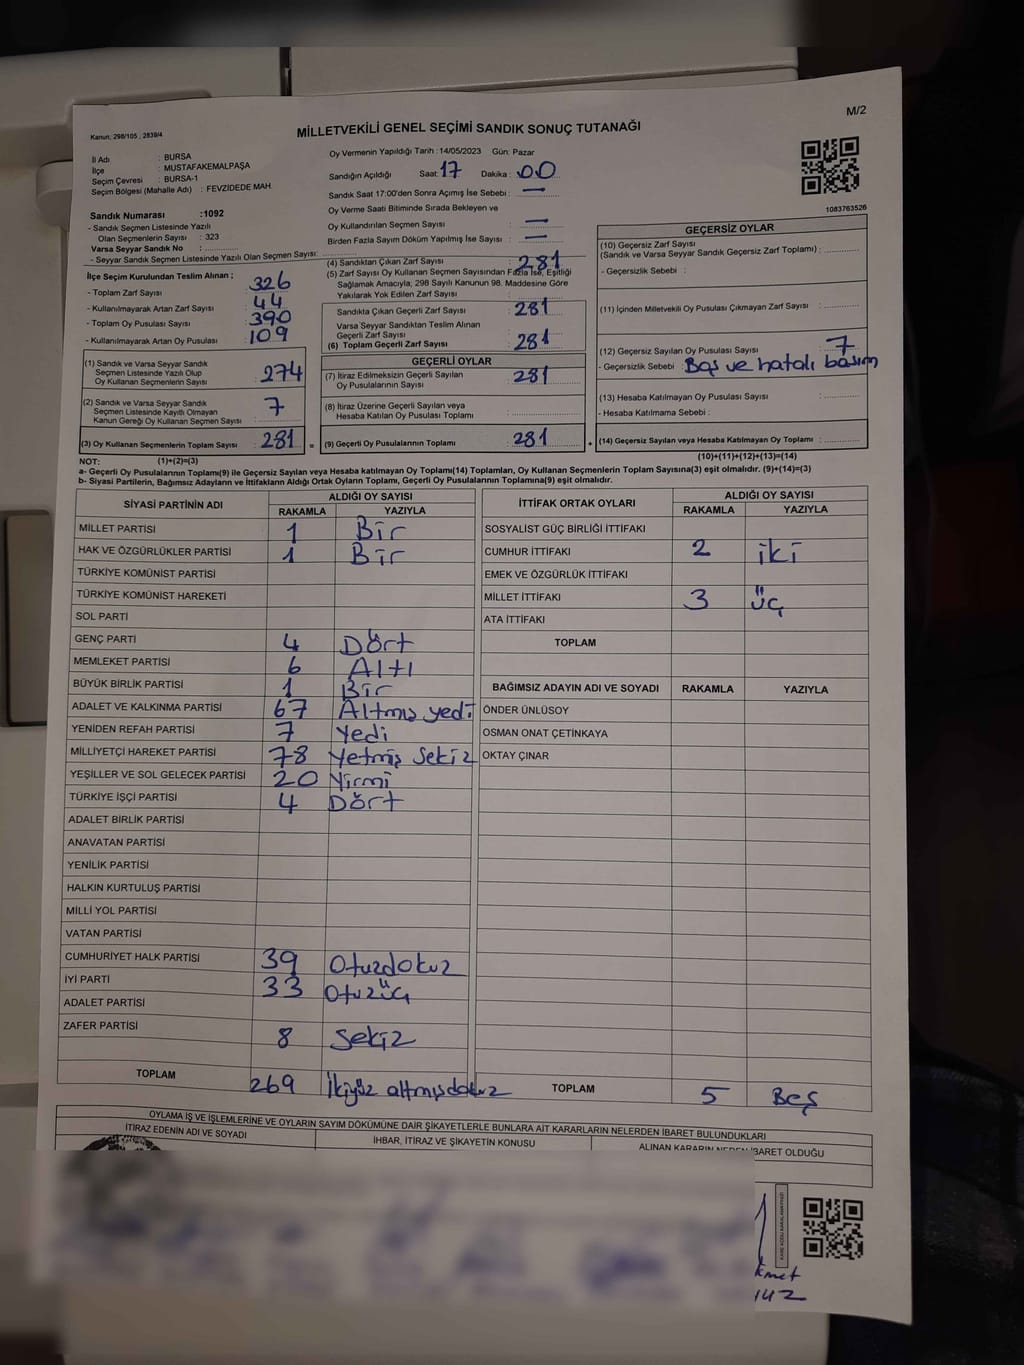 M/2
Kanun: 298/105 , 2839/4
MİLLETVEKİLİ GENEL SEÇİMİ SANDIK SONUÇ TUTANAĞI
İl Adı : BURSA
İlçe : MUSTAFAKEMALPAŞA
Seçim Çevresi : BURSA-1
Seçim Bölgesi (Mahalle Adı) : FEVZİDEDE MAH.
Sandık Numarası :1092
- Sandık Seçmen Listesinde Yazılı
Olan Seçmenlerin Sayısı : 323
Varsa Seyyar Sandık No :
- Seyyar Sandık Seçmen Listesinde Yazılı Olan Seçmen Sayısı:
Oy Vermenin Yapıldığı Tarih : 14/05/2023 Gün: Pazar
Sandığın Açıldığı Saat: 17 Dakika : 00
Sandık Saat 17:00'den Sonra Açımış İse Sebebi : —
Oy Verme Saati Bitiminde Sırada Bekleyen ve
Oy Kullandırılan Seçmen Sayısı : —
Birden Fazla Sayım Döküm Yapılmış İse Sayısı : —
1083763526
İlçe Seçim Kurulundan Teslim Alınan ;
- Toplam Zarf Sayısı : 326
- Kullanılmayarak Artan Zarf Sayısı : 44
- Toplam Oy Pusulası Sayısı : 390
- Kullanılmayarak Artan Oy Pusulası : 109
(1) Sandık ve Varsa Seyyar Sandık
Seçmen Listesinde Yazılı Olup
Oy Kullanan Seçmenlerin Sayısı : 274
(2) Sandık ve Varsa Seyyar Sandık
Seçmen Listesinde Kayıtlı Olmayan
Kanun Gereği Oy Kullanan Seçmen Sayısı : 7
(3) Oy Kullanan Seçmenlerin Toplam Sayısı : 281 =
(1)+(2)=(3)
(4) Sandıktan Çıkan Zarf Sayısı : 281
(5) Zarf Sayısı Oy Kullanan Seçmen Sayısından Fazla İse, Eşitliği
Sağlamak Amacıyla; 298 Sayılı Kanunun 98. Maddesine Göre
Yakılarak Yok Edilen Zarf Sayısı :
Sandıkta Çıkan Geçerli Zarf Sayısı : 281
Varsa Seyyar Sandıktan Teslim Alınan
Geçerli Zarf Sayısı :
(6) Toplam Geçerli Zarf Sayısı : 281
GEÇERLİ OYLAR
(7) İtiraz Edilmeksizin Geçerli Sayılan
Oy Pusulalarının Sayısı : 281
(8) İtiraz Üzerine Geçerli Sayılan veya
Hesaba Katılan Oy Pusulası Toplamı :
(9) Geçerli Oy Pusulalarının Toplamı : 281 +
GEÇERSİZ OYLAR
(10) Geçersiz Zarf Sayısı
(Sandık ve Varsa Seyyar Sandık Geçersiz Zarf Toplamı) :
- Geçersizlik Sebebi :
(11) İçinden Milletvekili Oy Pusulası Çıkmayan Zarf Sayısı :
(12) Geçersiz Sayılan Oy Pusulası Sayısı : 7
- Geçersizlik Sebebi : Boş ve hatalı basım
(13) Hesaba Katılmayan Oy Pusulası Sayısı :
- Hesaba Katılmama Sebebi :
(14) Geçersiz Sayılan veya Hesaba Katılmayan Oy Toplamı :
(10)+(11)+(12)+(13)=(14)
NOT:
a- Geçerli Oy Pusulalarının Toplamı(9) ile Geçersiz Sayılan veya Hesaba katılmayan Oy Toplamı(14) Toplamları, Oy Kullanan Seçmenlerin Toplam Sayısına(3) eşit olmalıdır. (9)+(14)=(3)
b- Siyasi Partilerin, Bağımsız Adayların ve İttifakların Aldığı Ortak Oyların Toplamı, Geçerli Oy Pusulalarının Toplamına(9) eşit olmalıdır.
SİYASİ PARTİNİN ADI ALDIĞI OY SAYISI
RAKAMLA YAZIYLA
MİLLET PARTİSİ 1 Bir
HAK VE ÖZGÜRLÜKLER PARTİSİ 1 Bir
TÜRKİYE KOMÜNİST PARTİSİ
TÜRKİYE KOMÜNİST HAREKETİ
SOL PARTİ
GENÇ PARTİ 4 Dört
MEMLEKET PARTİSİ 6 Altı
BÜYÜK BİRLİK PARTİSİ 1 Bir
ADALET VE KALKINMA PARTİSİ 67 Altmış yedi
YENİDEN REFAH PARTİSİ 7 Yedi
MİLLİYETÇİ HAREKET PARTİSİ 78 Yetmiş sekiz
YEŞİLLER VE SOL GELECEK PARTİSİ 20 Yirmi
TÜRKİYE İŞÇİ PARTİSİ 4 Dört
ADALET BİRLİK PARTİSİ
ANAVATAN PARTİSİ
YENİLİK PARTİSİ
HALKIN KURTULUŞ PARTİSİ
MİLLİ YOL PARTİSİ
VATAN PARTİSİ
CUMHURİYET HALK PARTİSİ 39 Otuzdokuz
İYİ PARTİ 33 Otuzüç
ADALET PARTİSİ
ZAFER PARTİSİ 8 Sekiz
TOPLAM 269 İkiyüz altmışdokuz
İTTİFAK ORTAK OYLARI ALDIĞI OY SAYISI
RAKAMLA YAZIYLA
SOSYALİST GÜÇ BİRLİĞİ İTTİFAKI
CUMHUR İTTİFAKI 2 iki
EMEK VE ÖZGÜRLÜK İTTİFAKI
MİLLET İTTİFAKI 3 üç
ATA İTTİFAKI
TOPLAM
BAĞIMSIZ ADAYIN ADI VE SOYADI RAKAMLA YAZIYLA
ÖNDER ÜNLÜSOY
OSMAN ONAT ÇETİNKAYA
OKTAY ÇINAR
TOPLAM 5 Beş
OYLAMA İŞ VE İŞLEMLERİNE VE OYLARIN SAYIM DÖKÜMÜNE DAİR ŞİKAYETLERLE BUNLARA AİT KARARLARIN NELERDEN İBARET BULUNDUKLARI
İTİRAZ EDENİN ADI VE SOYADI İHBAR, İTİRAZ VE ŞİKAYETİN KONUSU ALINAN KARARIN NEDEN İBARET OLDUĞU